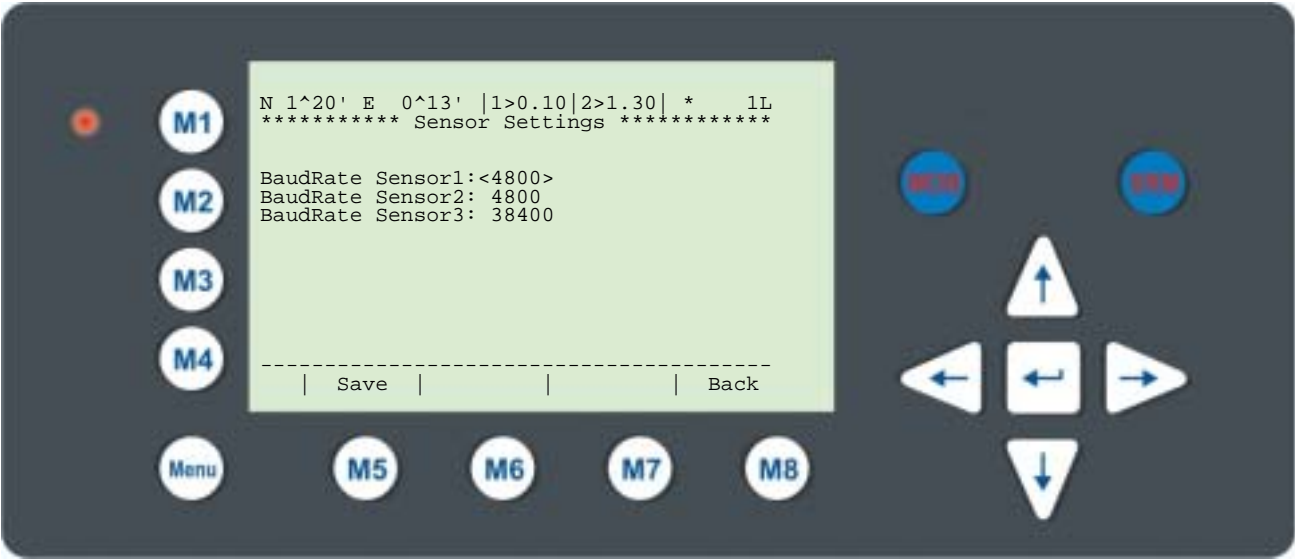 N 1^20' E  0^13' |1>0.10|2>1.30| *    1L
*********** Sensor Settings ************
BaudRate Sensor1:<4800>
BaudRate Sensor2: 4800
BaudRate Sensor3: 38400
----------------------------------------
| Save |         |         | Back
M1
M2
M3
M4
Menu
M5
M6
M7
M8